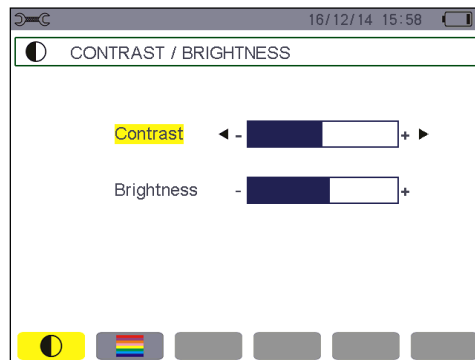 16/12/14 15:58
CONTRAST / BRIGHTNESS
Contrast - +
Brightness - +